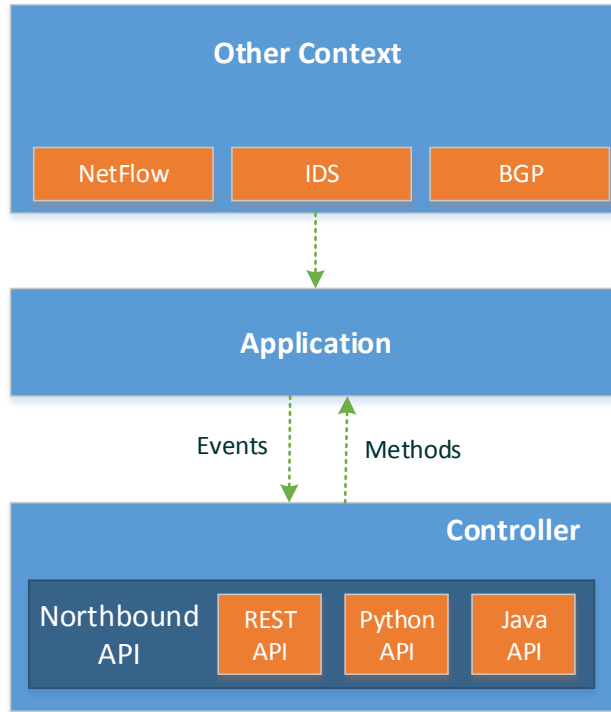 Other Context
NetFlow
IDS
BGP
Application
Events
Methods
Controller
Northbound
API
REST
API
Python
API
Java
API